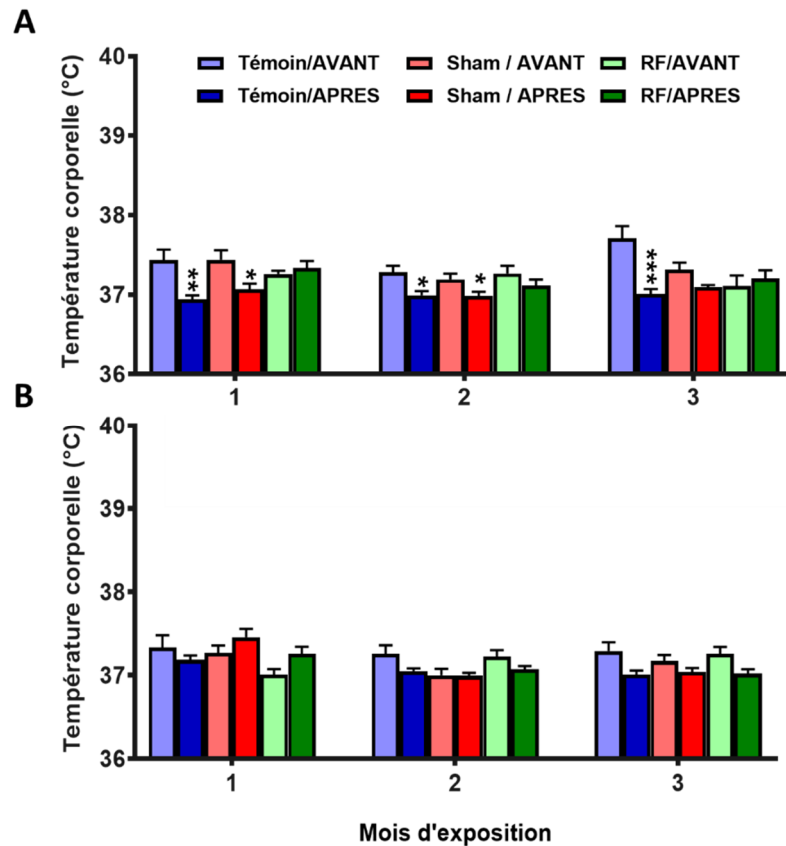 A
Température corporelle (°C)
40
39
38
37
36
Témoin/AVANT
Sham / AVANT
RF/AVANT
Témoin/APRES
Sham / APRES
RF/APRES
**
*
*
*
***
1
2
3
B
Température corporelle (°C)
40
39
38
37
36
1
2
3
Mois d'exposition